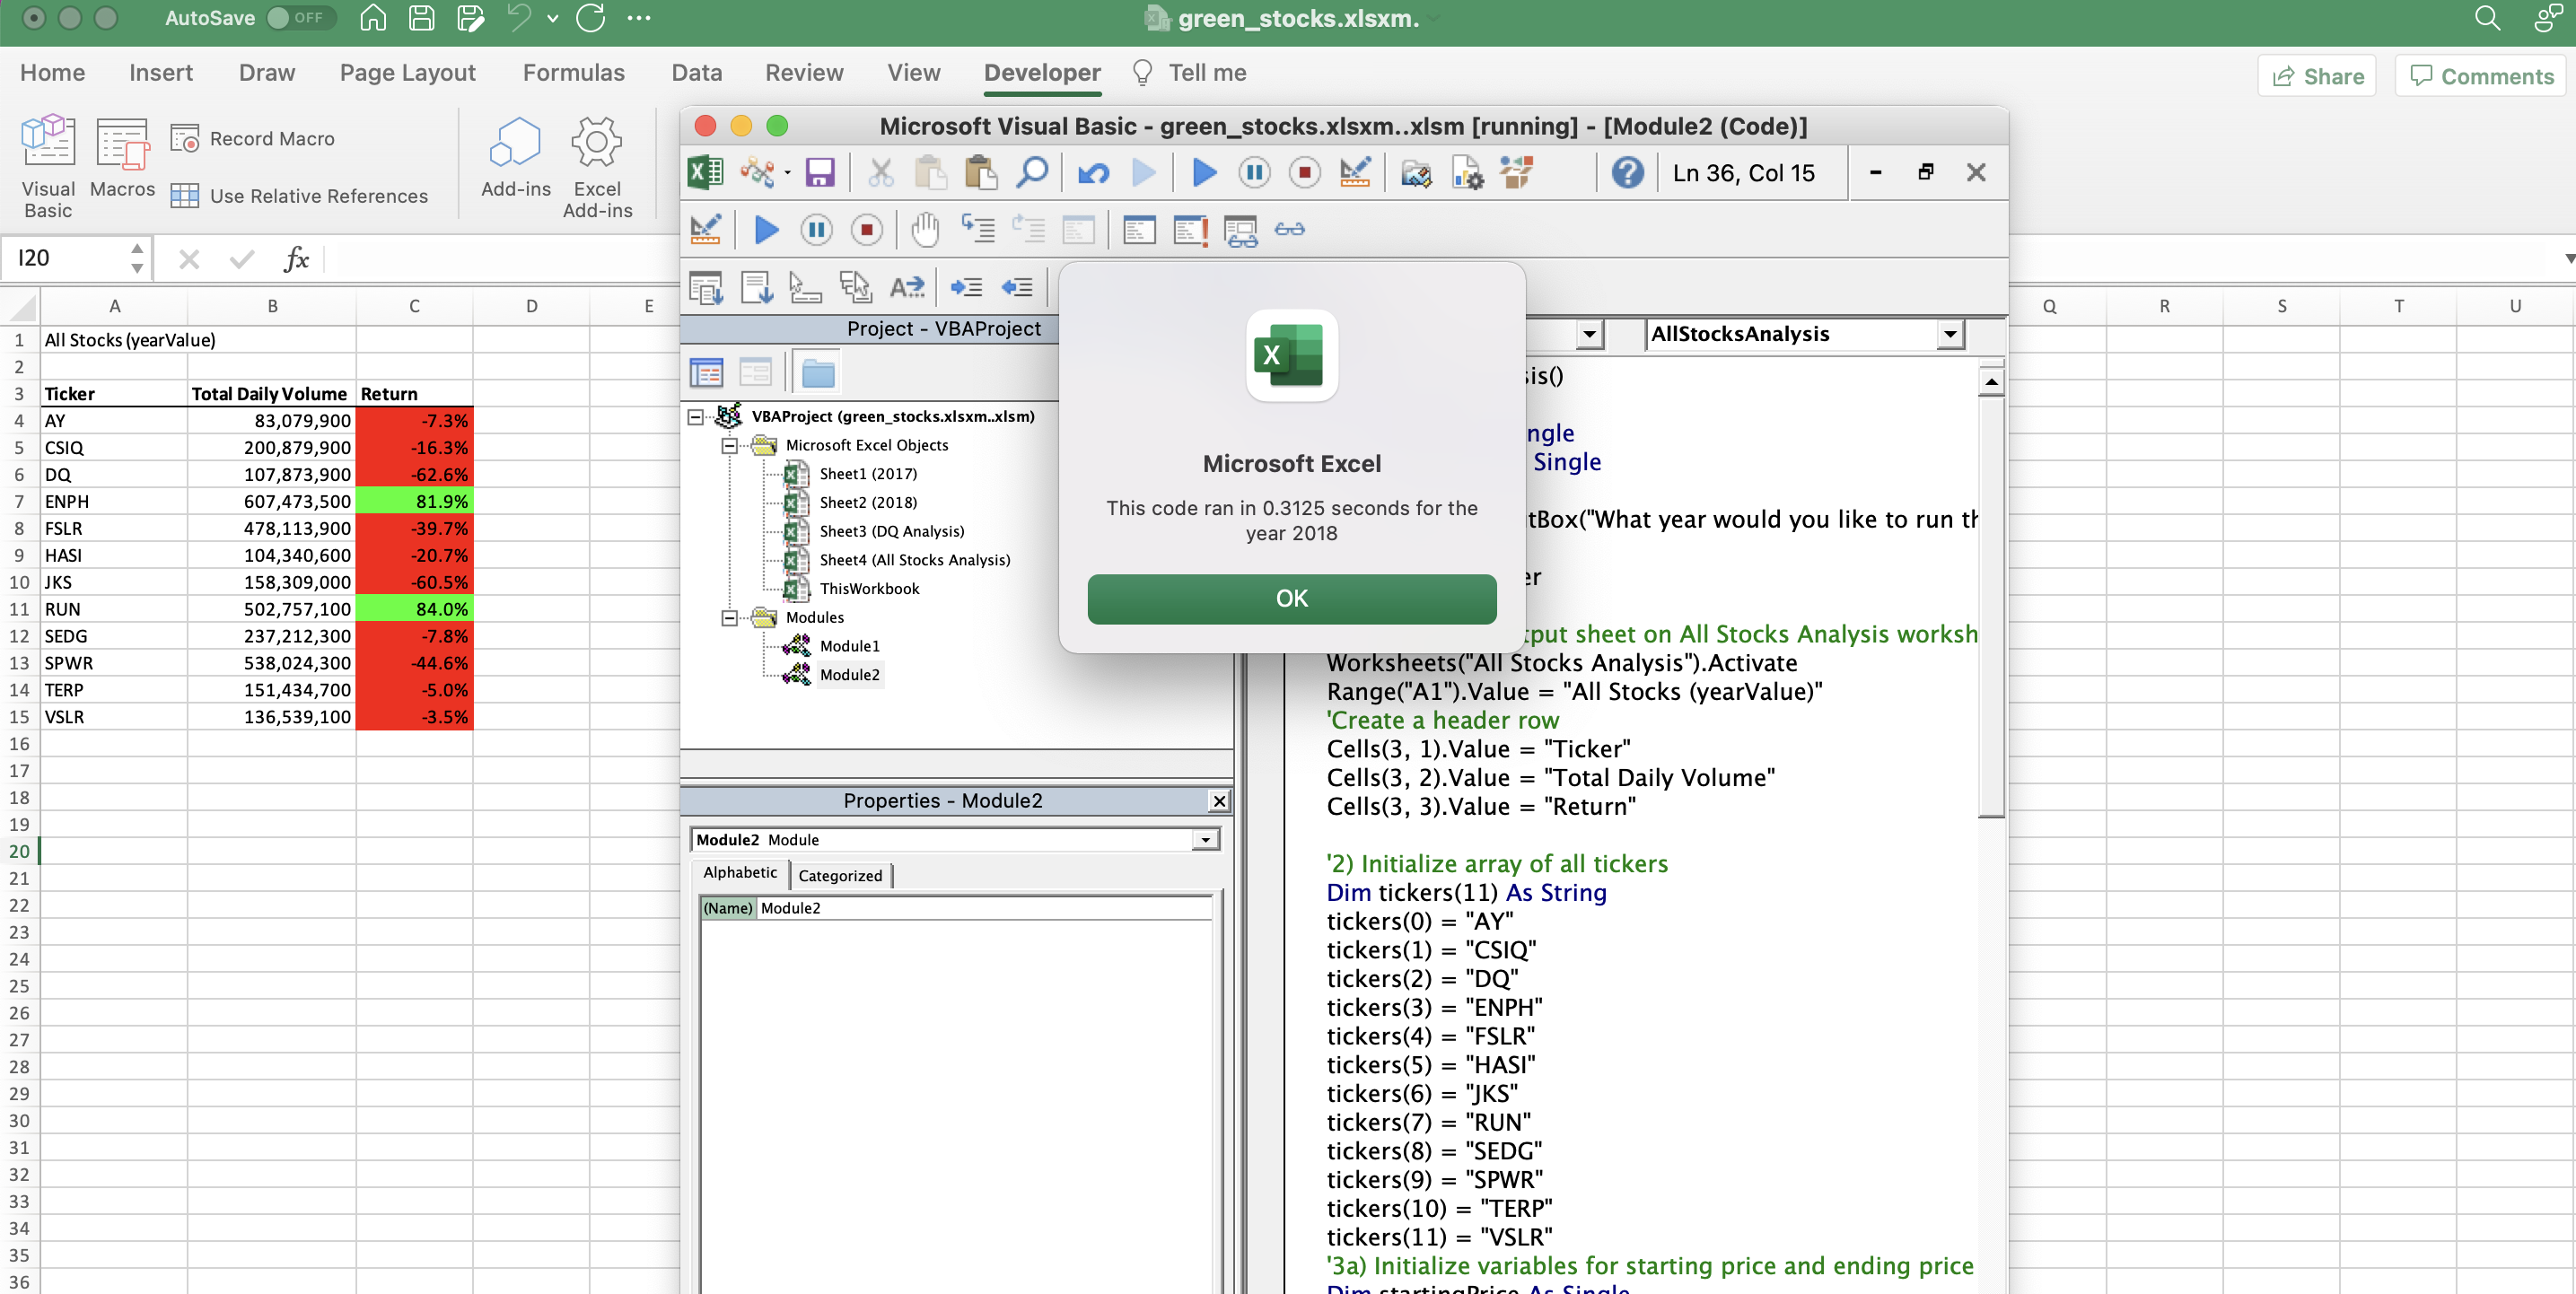 AutoSave OFF
green_stocks.xlsxm.
Home Insert Draw Page Layout Formulas Data Review View Developer Tell me
Share Comments
Visual Basic
Macros
Record Macro
Use Relative References
Add-ins
Excel Add-ins
I20
fx
A B C D E
Q R S T U
1 All Stocks (yearValue)
2
3 Ticker Total Daily Volume Return
4 AY 83,079,900 -7.3%
5 CSIQ 200,879,900 -16.3%
6 DQ 107,873,900 -62.6%
7 ENPH 607,473,500 81.9%
8 FSLR 478,113,900 -39.7%
9 HASI 104,340,600 -20.7%
10 JKS 158,309,000 -60.5%
11 RUN 502,757,100 84.0%
12 SEDG 237,212,300 -7.8%
13 SPWR 538,024,300 -44.6%
14 TERP 151,434,700 -5.0%
15 VSLR 136,539,100 -3.5%
16
17
18
19
20
21
22
23
24
25
26
27
28
29
30
31
32
33
34
35
36
Microsoft Visual Basic - green_stocks.xlsxm..xlsm [running] - [Module2 (Code)]
Ln 36, Col 15
Project - VBAProject
VBAProject (green_stocks.xlsxm..xlsm)
Microsoft Excel Objects
Sheet1 (2017)
Sheet2 (2018)
Sheet3 (DQ Analysis)
Sheet4 (All Stocks Analysis)
ThisWorkbook
Modules
Module1
Module2
Properties - Module2
Module2 Module
Alphabetic Categorized
(Name) Module2
Microsoft Excel
This code ran in 0.3125 seconds for the
year 2018
OK
AllStocksAnalysis
sis()
ngle
Single
tBox("What year would you like to run th
er
tput sheet on All Stocks Analysis worksh
Worksheets("All Stocks Analysis").Activate
Range("A1").Value = "All Stocks (yearValue)"
'Create a header row
Cells(3, 1).Value = "Ticker"
Cells(3, 2).Value = "Total Daily Volume"
Cells(3, 3).Value = "Return"
'2) Initialize array of all tickers
Dim tickers(11) As String
tickers(0) = "AY"
tickers(1) = "CSIQ"
tickers(2) = "DQ"
tickers(3) = "ENPH"
tickers(4) = "FSLR"
tickers(5) = "HASI"
tickers(6) = "JKS"
tickers(7) = "RUN"
tickers(8) = "SEDG"
tickers(9) = "SPWR"
tickers(10) = "TERP"
tickers(11) = "VSLR"
'3a) Initialize variables for starting price and ending price
Dim startingPrice As Single